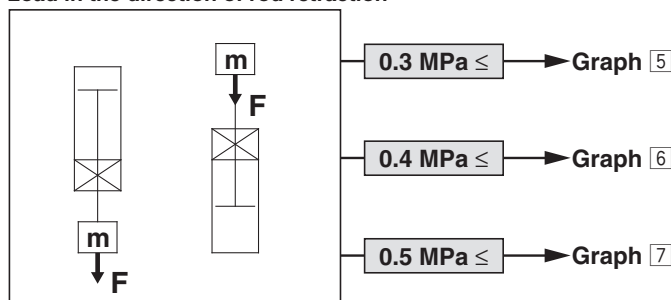 Load in the direction of rod retraction
m
F
m
F
0.3 MPa ≤
Graph 5
0.4 MPa ≤
Graph 6
0.5 MPa ≤
Graph 7